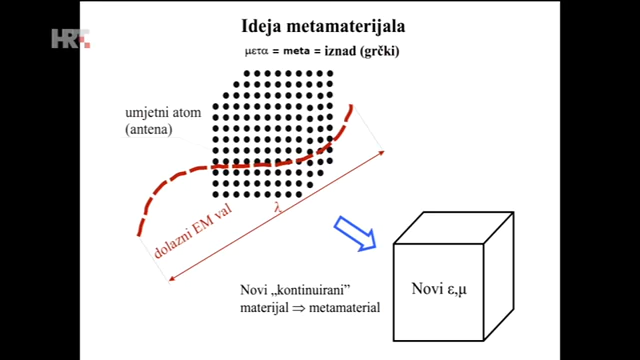 HRT
Ideja metamaterijala
μετα = meta = iznad (grčki)
umjetni atom
(antena)
dolazni EM val
λ
Novi „kontinuirani”
materijal ⇒ metamaterial
Novi ε,μ